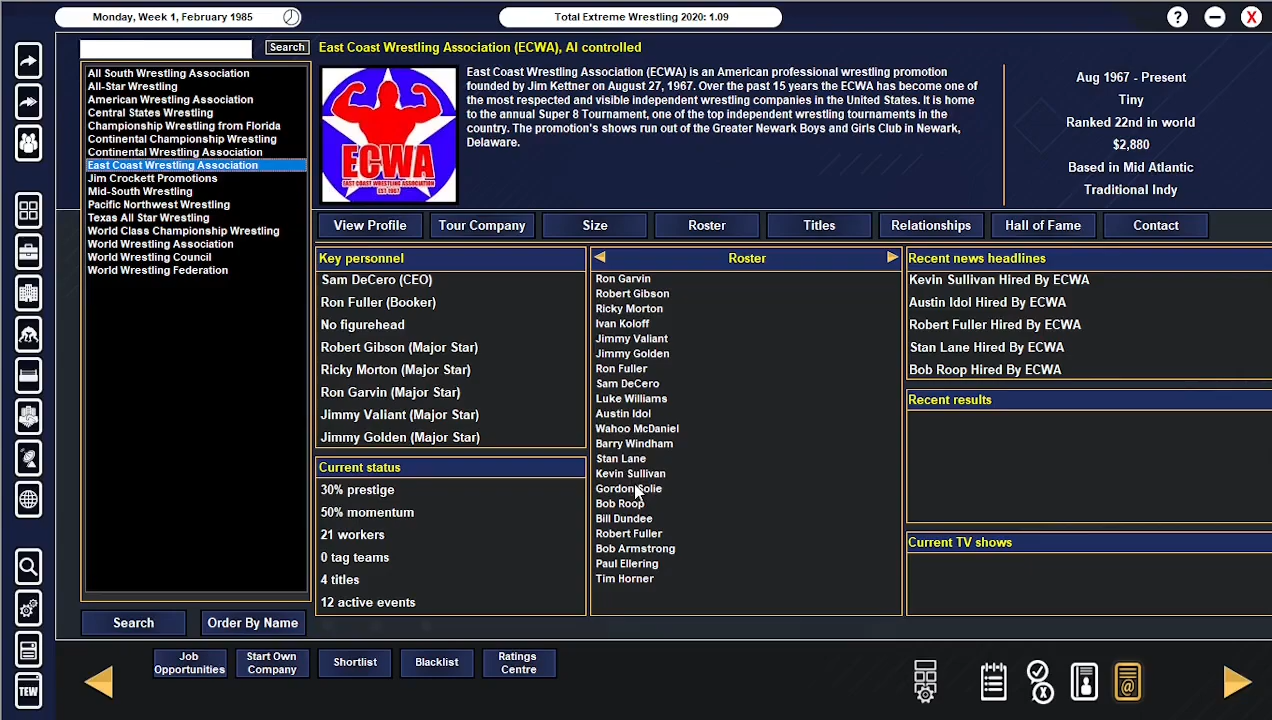 Monday, Week 1, February 1985
Total Extreme Wrestling 2020: 1.09
?
X
Search
East Coast Wrestling Association (ECWA), AI controlled
All South Wrestling Association
All-Star Wrestling
American Wrestling Association
Central States Wrestling
Championship Wrestling from Florida
Continental Championship Wrestling
Continental Wrestling Association
East Coast Wrestling Association
Jim Crockett Promotions
Mid-South Wrestling
Pacific Northwest Wrestling
Texas All Star Wrestling
World Class Championship Wrestling
World Wrestling Association
World Wrestling Council
World Wrestling Federation
ECWA
EAST COAST WRESTLING ASSOCIATION
EST 1967
East Coast Wrestling Association (ECWA) is an American professional wrestling promotion
founded by Jim Kettner on August 27, 1967. Over the past 15 years the ECWA has become one of
the most respected and visible independent wrestling companies in the United States. It is home
to the annual Super 8 Tournament, one of the top independent wrestling tournaments in the
country. The promotion's shows run out of the Greater Newark Boys and Girls Club in Newark,
Delaware.
Aug 1967 - Present
Tiny
Ranked 22nd in world
$2,880
Based in Mid Atlantic
Traditional Indy
View Profile
Tour Company
Size
Roster
Titles
Relationships
Hall of Fame
Contact
Key personnel
Sam DeCero (CEO)
Ron Fuller (Booker)
No figurehead
Robert Gibson (Major Star)
Ricky Morton (Major Star)
Ron Garvin (Major Star)
Jimmy Valiant (Major Star)
Jimmy Golden (Major Star)
Current status
30% prestige
50% momentum
21 workers
0 tag teams
4 titles
12 active events
Roster
Ron Garvin
Robert Gibson
Ricky Morton
Ivan Koloff
Jimmy Valiant
Jimmy Golden
Ron Fuller
Sam DeCero
Luke Williams
Austin Idol
Wahoo McDaniel
Barry Windham
Stan Lane
Kevin Sullivan
Gordon Solie
Bob Roop
Bill Dundee
Robert Fuller
Bob Armstrong
Paul Ellering
Tim Horner
Recent news headlines
Kevin Sullivan Hired By ECWA
Austin Idol Hired By ECWA
Robert Fuller Hired By ECWA
Stan Lane Hired By ECWA
Bob Roop Hired By ECWA
Recent results
Current TV shows
Search
Order By Name
Job Opportunities
Start Own Company
Shortlist
Blacklist
Ratings Centre
TEW